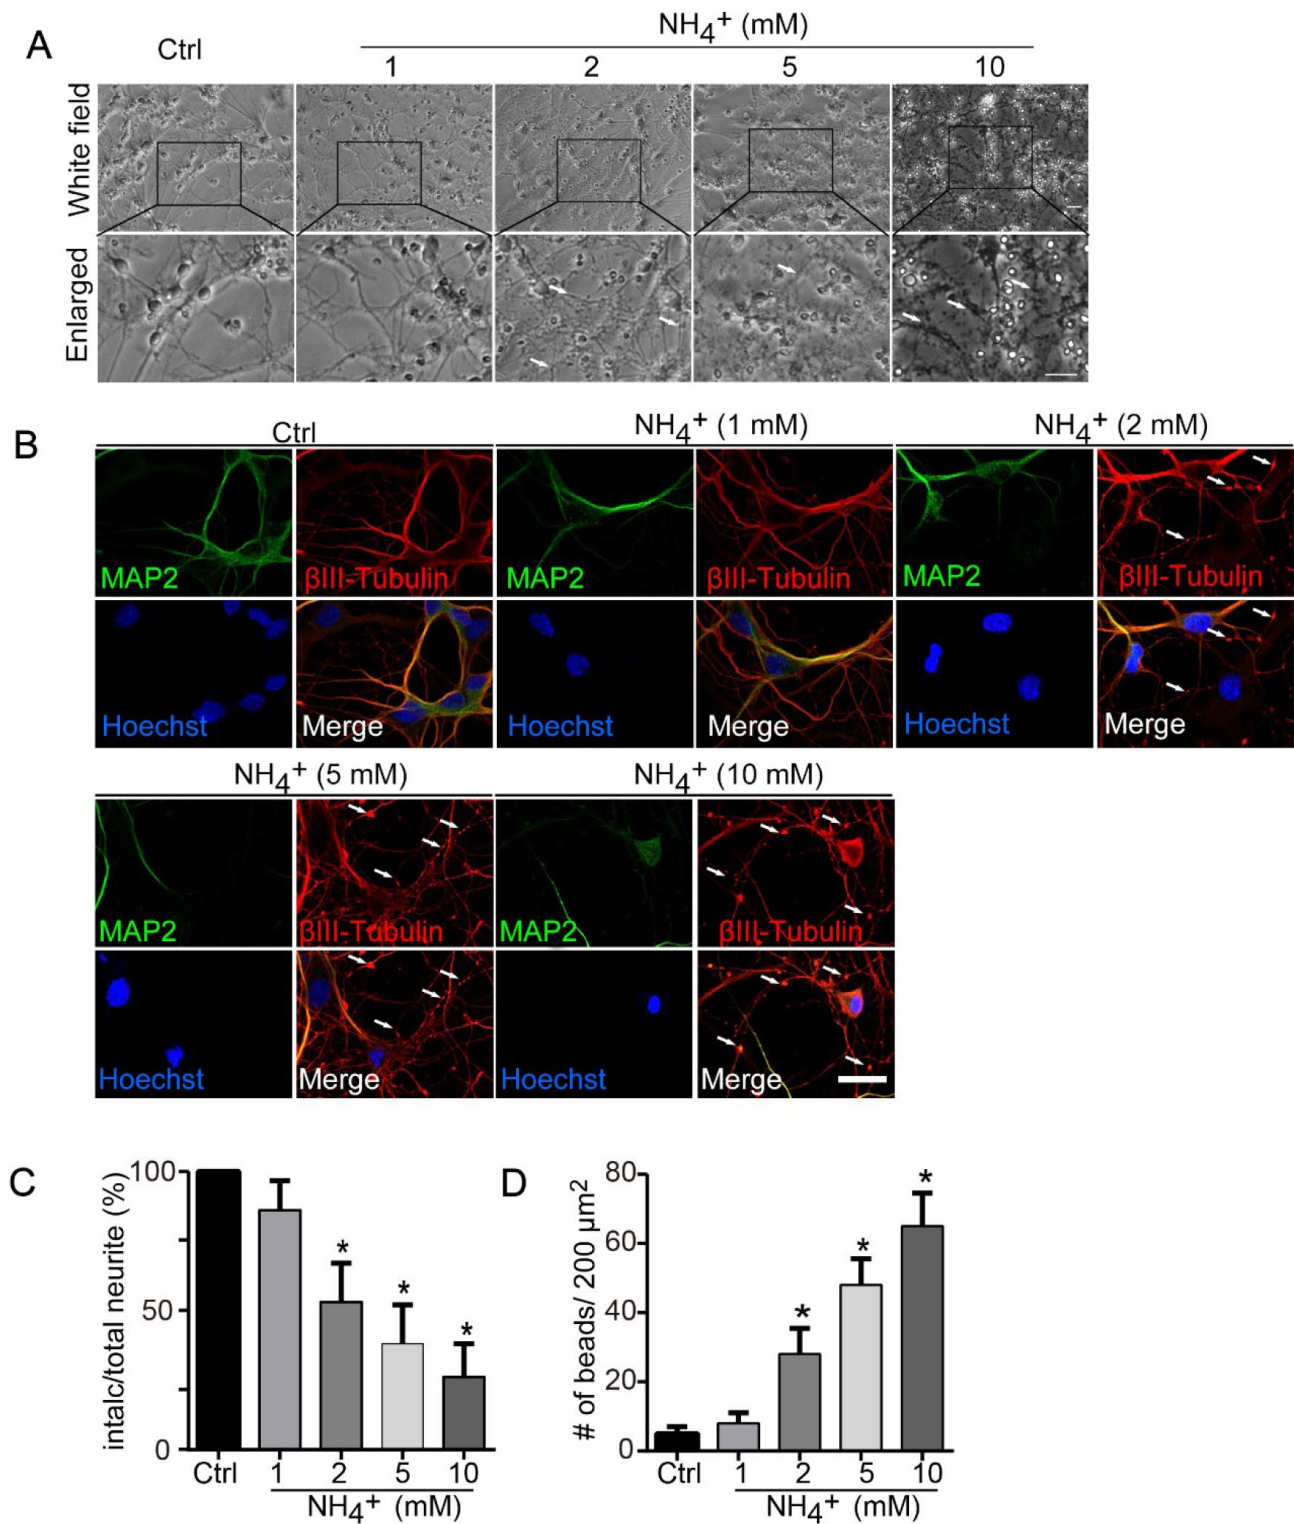 A
Ctrl
NH4+ (mM)
1 2 5 10
White field
Enlarged
B
Ctrl NH4+ (1 mM) NH4+ (2 mM)
MAP2 βIII-Tubulin MAP2 βIII-Tubulin MAP2 βIII-Tubulin
Hoechst Merge Hoechst Merge Hoechst Merge
NH4+ (5 mM) NH4+ (10 mM)
MAP2 βIII-Tubulin MAP2 βIII-Tubulin
Hoechst Merge Hoechst Merge
C
intalc/total neurite (%)
100
50
0
* * *
Ctrl 1 2 5 10
NH4+ (mM)
D
# of beads/ 200 μm2
80
60
40
20
0
* * *
Ctrl 1 2 5 10
NH4+ (mM)